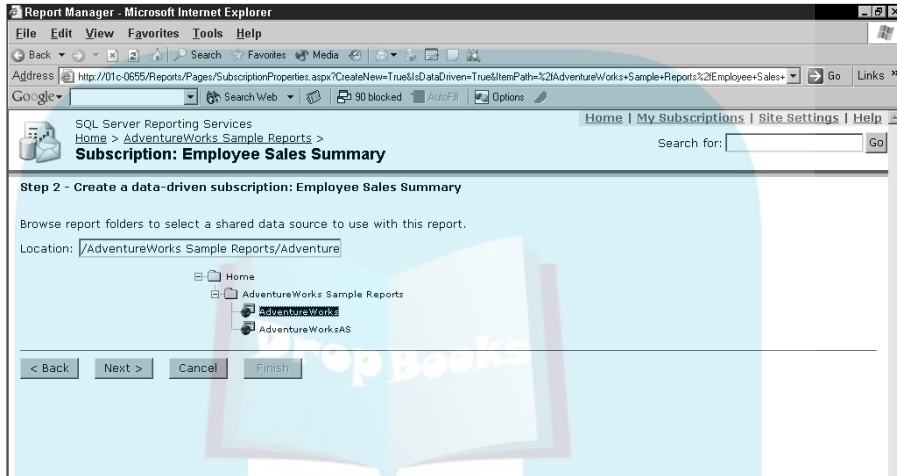 Report Manager - Microsoft Internet Explorer
File Edit View Favorites Tools Help
Back Search Favorites Media
Address http://01c-0655/Reports/Pages/SubscriptionProperties.aspx?CreateNew=True&IsDataDriven=True&ItemPath=%2fAdventureWorks+Sample+Reports%2fEmployee+Sales+ Go Links »
Google Search Web 90 blocked AutoFill Options
SQL Server Reporting Services
Home | My Subscriptions | Site Settings | Help
Home > AdventureWorks Sample Reports >
Subscription: Employee Sales Summary
Search for: Go
Step 2 - Create a data-driven subscription: Employee Sales Summary
Browse report folders to select a shared data source to use with this report.
Location: /AdventureWorks Sample Reports/Adventure
Home
AdventureWorks Sample Reports
AdventureWorks
AdventureWorksAS
DropBooks
< Back Next > Cancel Finish